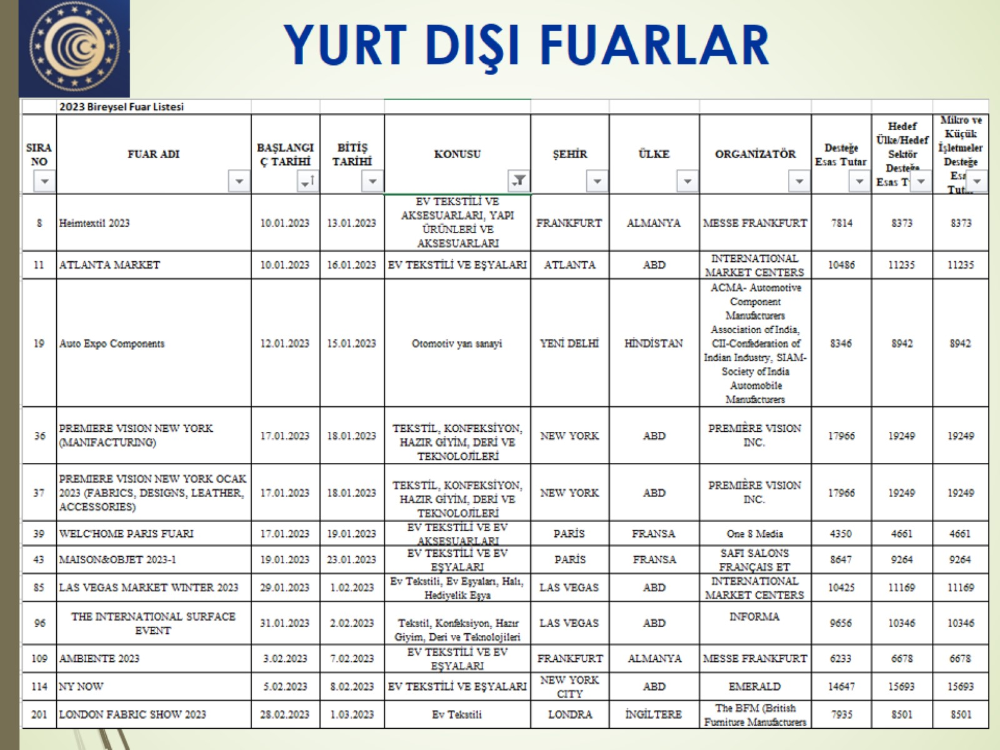 YURT DIŞI FUARLAR
2023 Bireysel Fuar Listesi
SIRA NO FUAR ADI BAŞLANGIÇ TARİHİ BİTİŞ TARİHİ KONUSU ŞEHİR ÜLKE ORGANİZATÖR Desteğe Esas Tutar Hedef Ülke/Hedef Sektör Desteğe Esas T Mikro ve Küçük İşletmeler Desteğe Esa Tut
8 Heimtextil 2023 10.01.2023 13.01.2023 EV TEKSTİLİ VE AKSESUARLARI, YAPI ÜRÜNLERİ VE AKSESUARLARI FRANKFURT ALMANYA MESSE FRANKFURT 7814 8373 8373
11 ATLANTA MARKET 10.01.2023 16.01.2023 EV TEKSTİLİ VE EŞYALARI ATLANTA ABD INTERNATIONAL MARKET CENTERS 10486 11235 11235
19 Auto Expo Components 12.01.2023 15.01.2023 Otomotiv yan sanayi YENİ DELHİ HİNDİSTAN ACMA- Automotive Component Manufacturers Association of India, CII-Confederation of Indian Industry, SIAM- Society of India Automobile Manufacturers 8346 8942 8942
36 PREMIERE VISION NEW YORK (MANIFACTURING) 17.01.2023 18.01.2023 TEKSTİL, KONFEKSİYON, HAZIR GİYİM, DERİ VE TEKNOLOJİLERİ NEW YORK ABD PREMIÈRE VISION INC. 17966 19249 19249
37 PREMIERE VISION NEW YORK OCAK 2023 (FABRICS, DESIGNS, LEATHER, ACCESSORIES) 17.01.2023 18.01.2023 TEKSTİL, KONFEKSİYON, HAZIR GİYİM, DERİ VE TEKNOLOJİLERİ NEW YORK ABD PREMIÈRE VISION INC. 17966 19249 19249
39 WELC'HOME PARIS FUARI 17.01.2023 19.01.2023 EV TEKSTİLİ VE EV AKSESUARLARI PARİS FRANSA One 8 Media 4350 4661 4661
43 MAISON&OBJET 2023-1 19.01.2023 23.01.2023 EV TEKSTİLİ VE EV EŞYALARI PARİS FRANSA SAFI SALONS FRANÇAIS ET 8647 9264 9264
85 LAS VEGAS MARKET WINTER 2023 29.01.2023 1.02.2023 Ev Tekstili, Ev Eşyaları, Halı, Hediyelik Eşya LAS VEGAS ABD INTERNATIONAL MARKET CENTERS 10425 11169 11169
96 THE INTERNATIONAL SURFACE EVENT 31.01.2023 2.02.2023 Tekstil, Konfeksiyon, Hazır Giyim, Deri ve Teknolojileri LAS VEGAS ABD INFORMA 9656 10346 10346
109 AMBIENTE 2023 3.02.2023 7.02.2023 EV TEKSTİLİ VE EV EŞYALARI FRANKFURT ALMANYA MESSE FRANKFURT 6233 6678 6678
114 NY NOW 5.02.2023 8.02.2023 EV TEKSTİLİ VE EŞYALARI NEW YORK CITY ABD EMERALD 14647 15693 15693
201 LONDON FABRIC SHOW 2023 28.02.2023 1.03.2023 Ev Tekstili LONDRA İNGİLTERE The BFM (British Furniture Manufacturers 7935 8501 8501